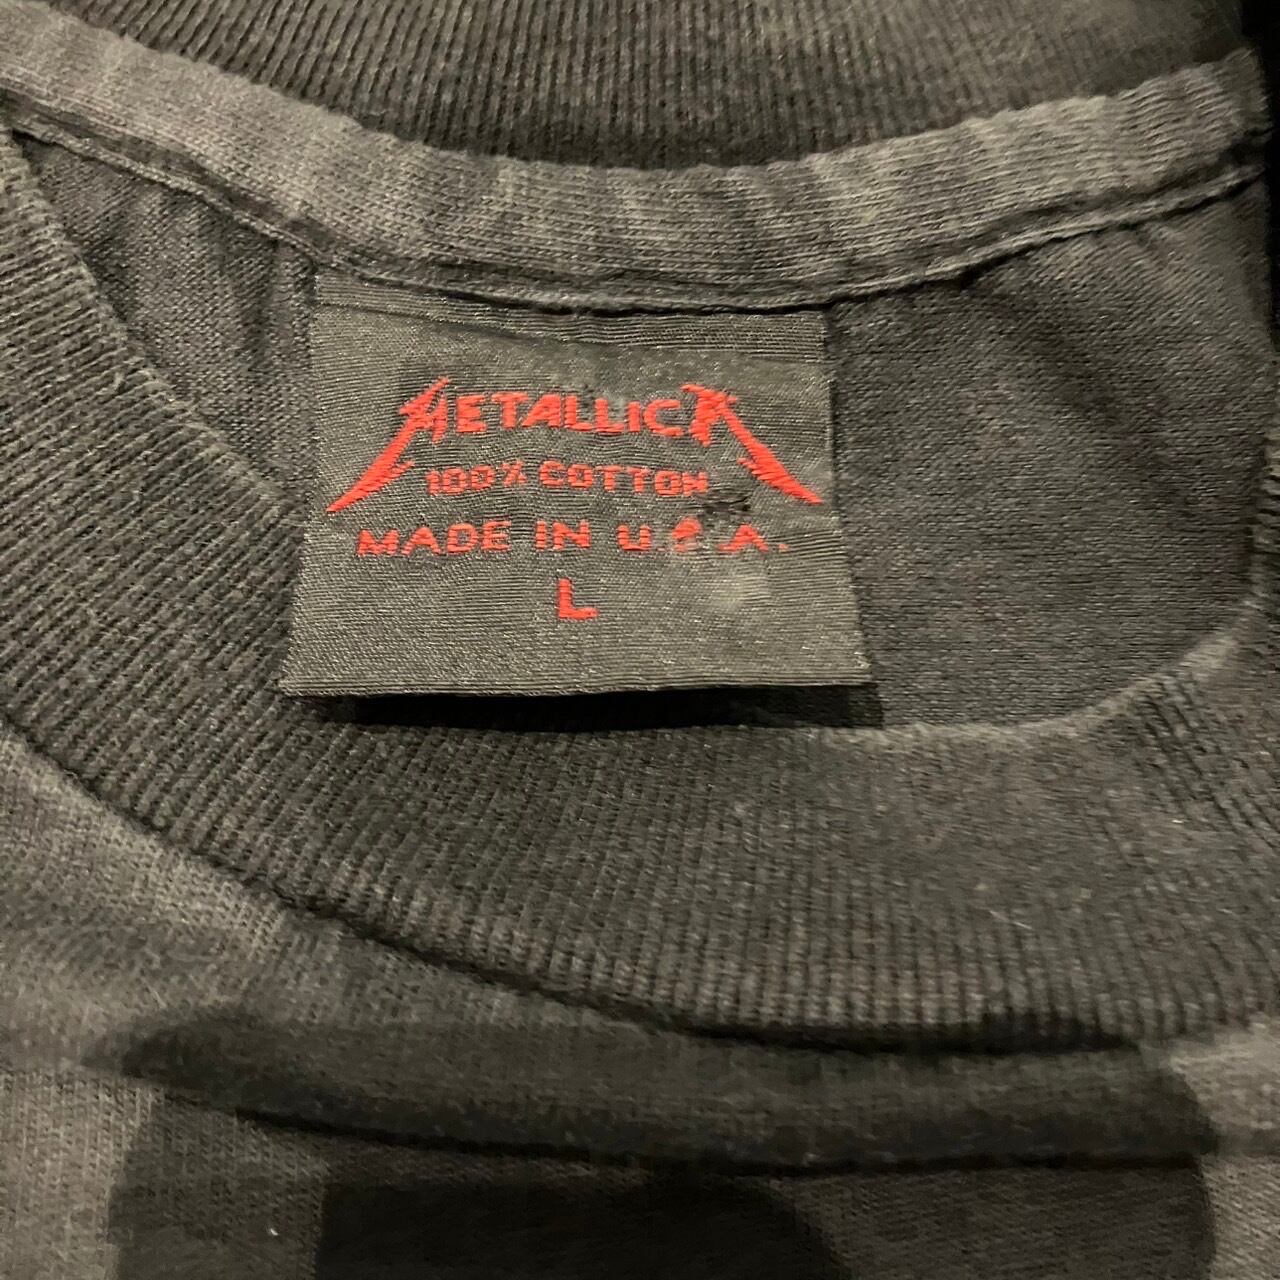 METALLICA
100% COTTON
MADE IN U.S.A.
L